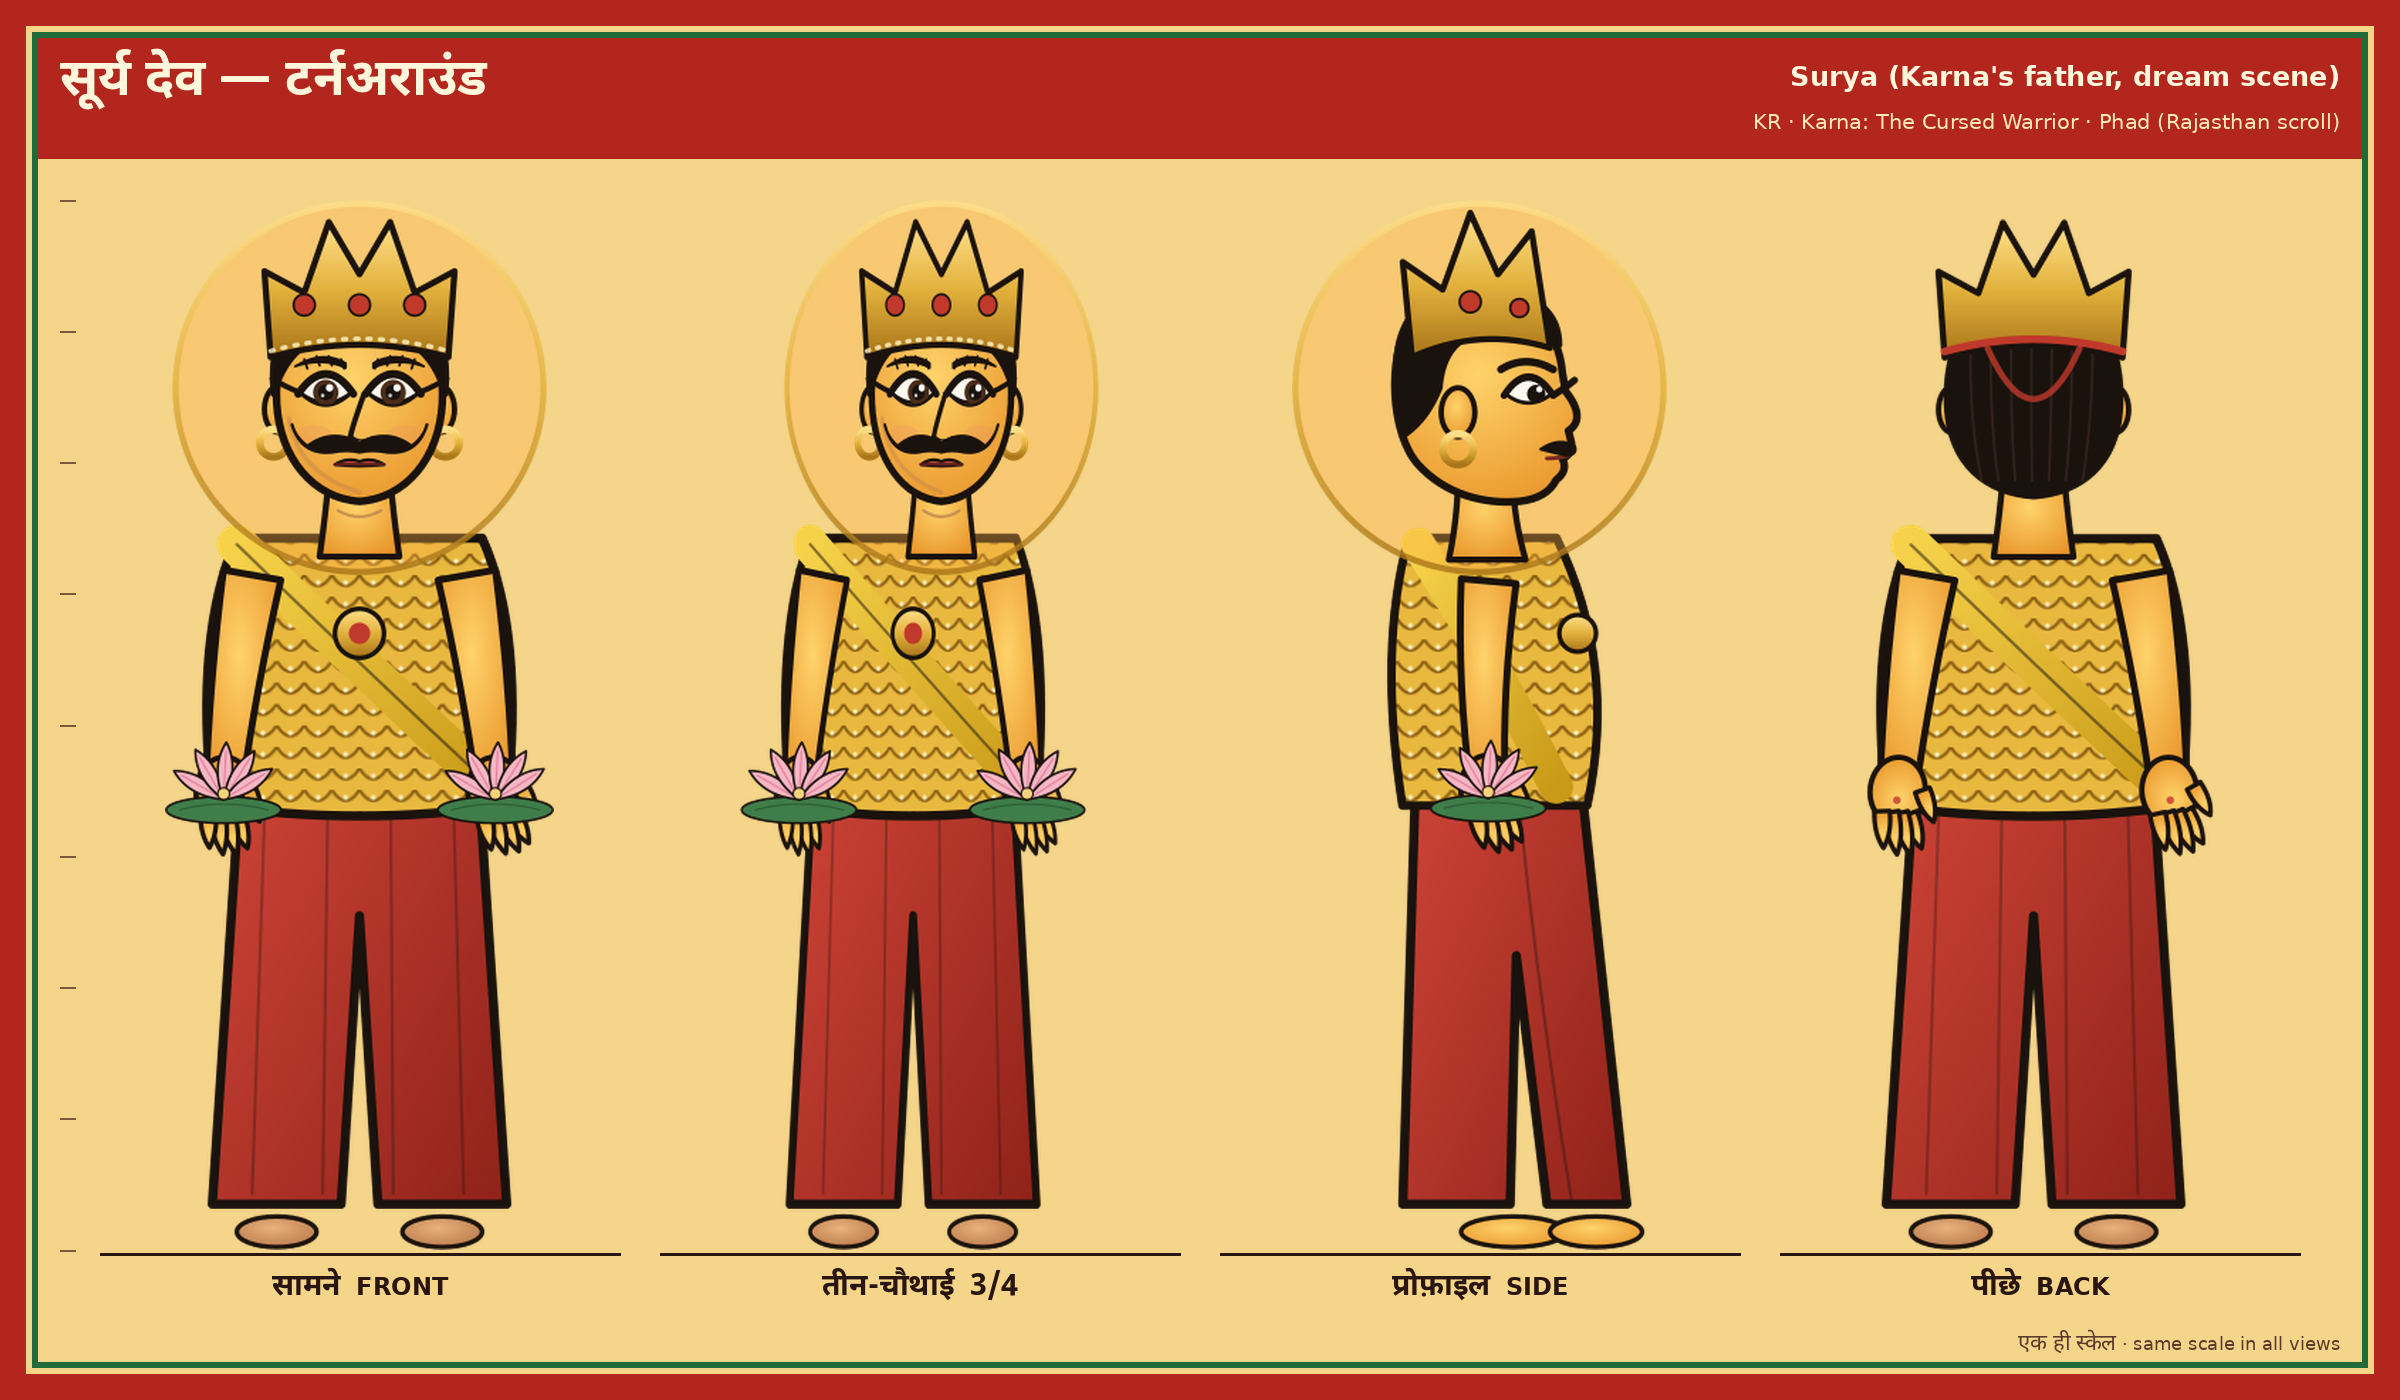 सूर्य देव — टर्नअराउंड
Surya (Karna's father, dream scene)
KR · Karna: The Cursed Warrior · Phad (Rajasthan scroll)
सामने FRONT
तीन-चौथाई 3/4
प्रोफ़ाइल SIDE
पीछे BACK
एक ही स्केल · same scale in all views